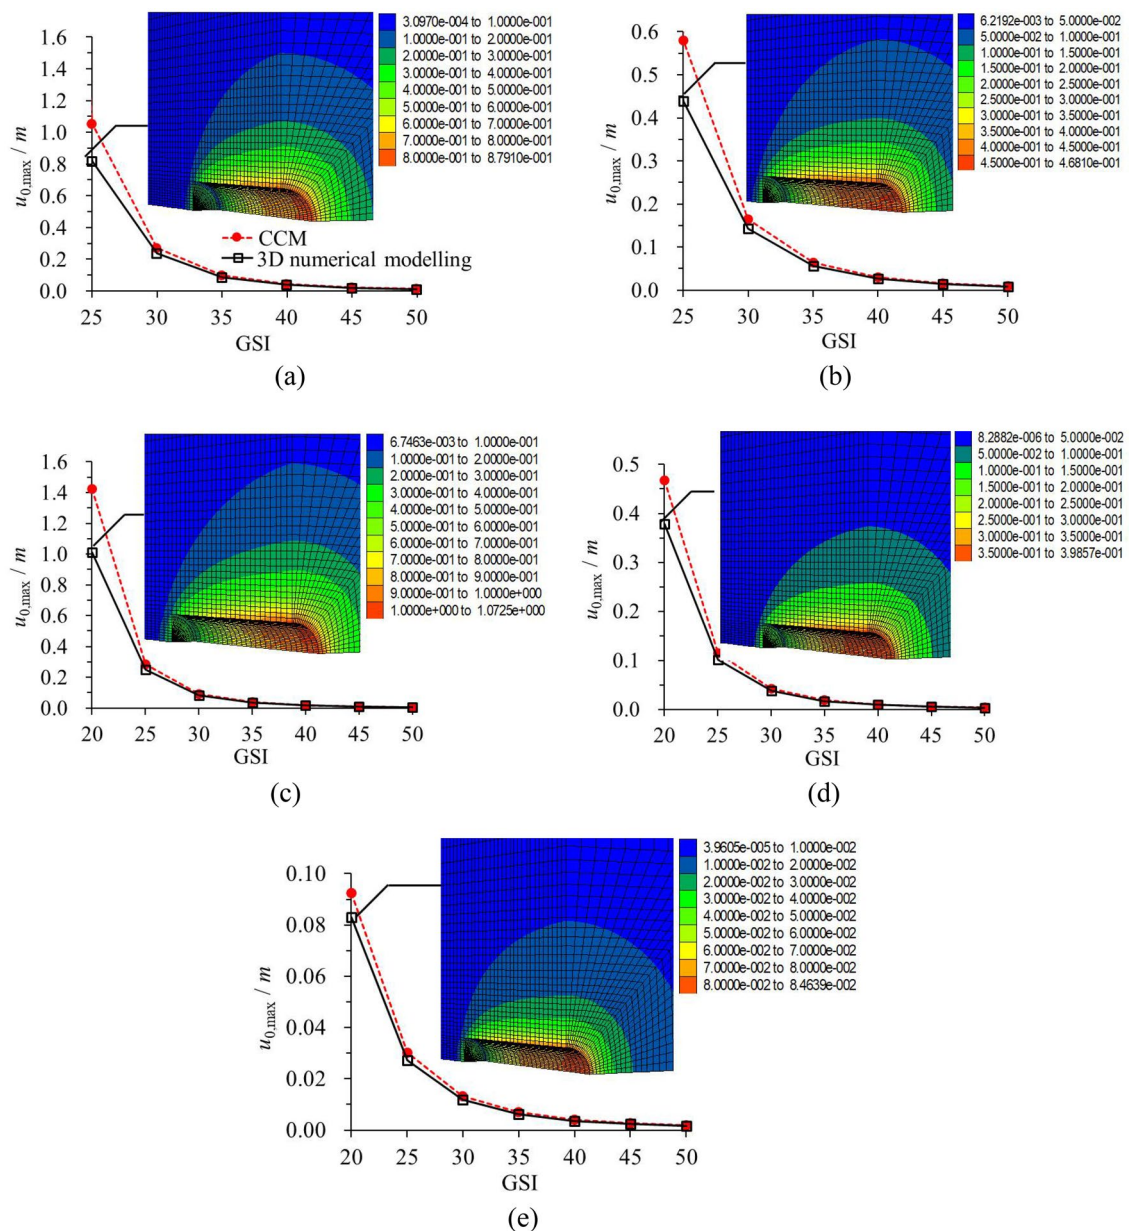 3.0970e-004 to 1.0000e-001
1.0000e-001 to 2.0000e-001
2.0000e-001 to 3.0000e-001
3.0000e-001 to 4.0000e-001
4.0000e-001 to 5.0000e-001
5.0000e-001 to 6.0000e-001
6.0000e-001 to 7.0000e-001
7.0000e-001 to 8.0000e-001
8.0000e-001 to 8.7910e-001
1.6
1.4
1.2
1.0
0.8
0.6
0.4
0.2
0.0
u0,max / m
CCM
3D numerical modelling
25 30 35 40 45 50
GSI
(a)
6.2192e-003 to 5.0000e-002
5.0000e-002 to 1.0000e-001
1.0000e-001 to 1.5000e-001
1.5000e-001 to 2.0000e-001
2.0000e-001 to 2.5000e-001
2.5000e-001 to 3.0000e-001
3.0000e-001 to 3.5000e-001
3.5000e-001 to 4.0000e-001
4.0000e-001 to 4.5000e-001
4.5000e-001 to 4.6810e-001
0.6
0.5
0.4
0.3
0.2
0.1
0.0
u0,max / m
25 30 35 40 45 50
GSI
(b)
6.7463e-003 to 1.0000e-001
1.0000e-001 to 2.0000e-001
2.0000e-001 to 3.0000e-001
3.0000e-001 to 4.0000e-001
4.0000e-001 to 5.0000e-001
5.0000e-001 to 6.0000e-001
6.0000e-001 to 7.0000e-001
7.0000e-001 to 8.0000e-001
8.0000e-001 to 9.0000e-001
9.0000e-001 to 1.0000e+000
1.0000e+000 to 1.0725e+000
1.6
1.4
1.2
1.0
0.8
0.6
0.4
0.2
0.0
u0,max / m
20 25 30 35 40 45 50
GSI
(c)
8.2882e-006 to 5.0000e-002
5.0000e-002 to 1.0000e-001
1.0000e-001 to 1.5000e-001
1.5000e-001 to 2.0000e-001
2.0000e-001 to 2.5000e-001
2.5000e-001 to 3.0000e-001
3.0000e-001 to 3.5000e-001
3.5000e-001 to 3.9857e-001
0.5
0.4
0.3
0.2
0.1
0.0
u0,max / m
20 25 30 35 40 45 50
GSI
(d)
3.9605e-005 to 1.0000e-002
1.0000e-002 to 2.0000e-002
2.0000e-002 to 3.0000e-002
3.0000e-002 to 4.0000e-002
4.0000e-002 to 5.0000e-002
5.0000e-002 to 6.0000e-002
6.0000e-002 to 7.0000e-002
7.0000e-002 to 8.0000e-002
8.0000e-002 to 8.4639e-002
0.10
0.08
0.06
0.04
0.02
0.00
u0,max / m
20 25 30 35 40 45 50
GSI
(e)